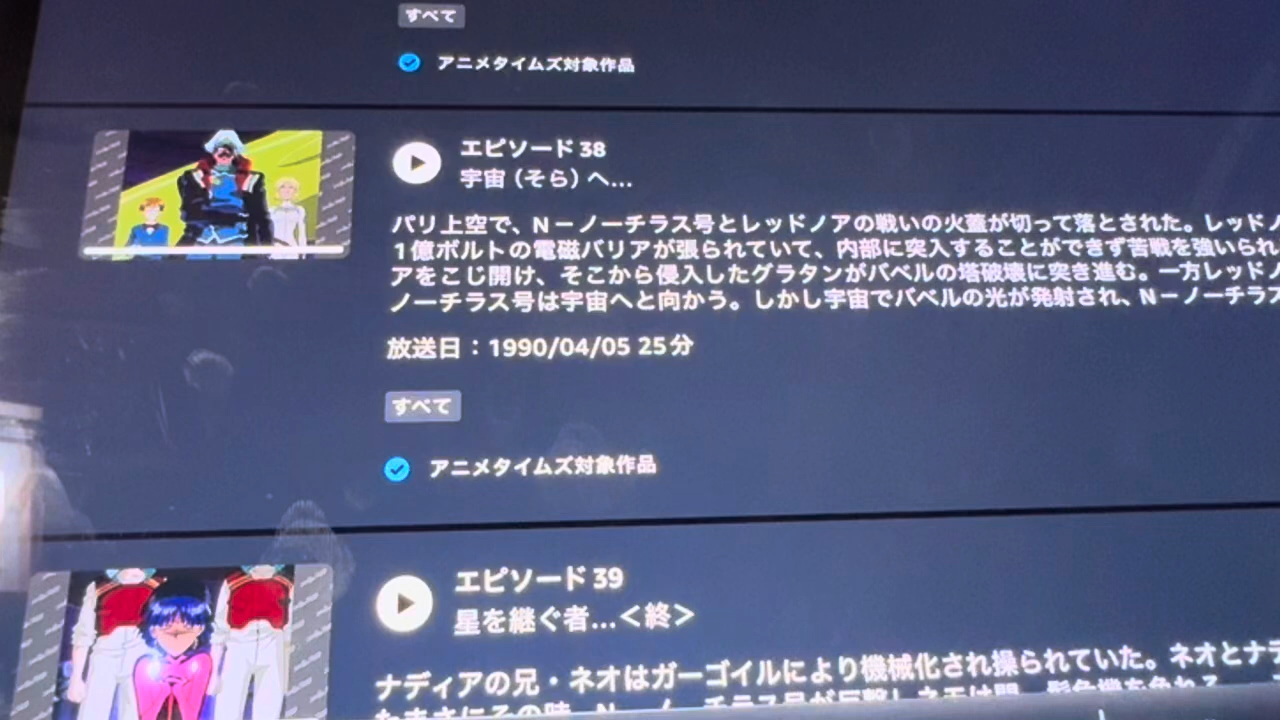 すべて
アニメタイムズ対象作品
エピソード 38
宇宙（そら）へ...
パリ上空で、N－ノーチラス号とレッドノアの戦いの火蓋が切って落とされた。レッドノ
1億ボルトの電磁バリアが張られていて、内部に突入することができず苦戦を強いられ
アをこじ開け、そこから侵入したグラタンがバベルの塔破壊に突き進む。一方レッドノ
ノーチラス号は宇宙へと向かう。しかし宇宙でバベルの光が発射され、N－ノーチラス
放送日：1990/04/05 25分
すべて
アニメタイムズ対象作品
エピソード 39
星を継ぐ者...＜終＞
ナディアの兄・ネオはガーゴイルにより機械化され操られていた。ネオとナデ